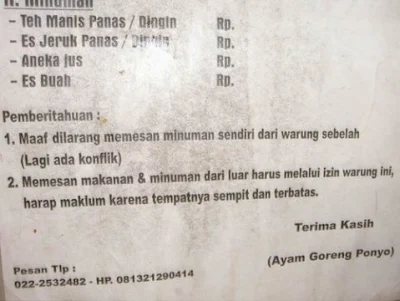 II. Minuman
– Teh Manis Panas / Dingin Rp.
– Es Jeruk Panas / Dingin Rp.
– Aneka Jus Rp.
– Es Buah Rp.
Pemberitahuan :
1. Maaf dilarang memesan minuman sendiri dari warung sebelah
(Lagi ada konflik)
2. Memesan makanan & minuman dari luar harus melalui izin warung ini,
harap maklum karena tempatnya sempit dan terbatas.
Terima Kasih
(Ayam Goreng Ponyo)
Pesan Tlp :
022-2532482 - HP. 081321290414